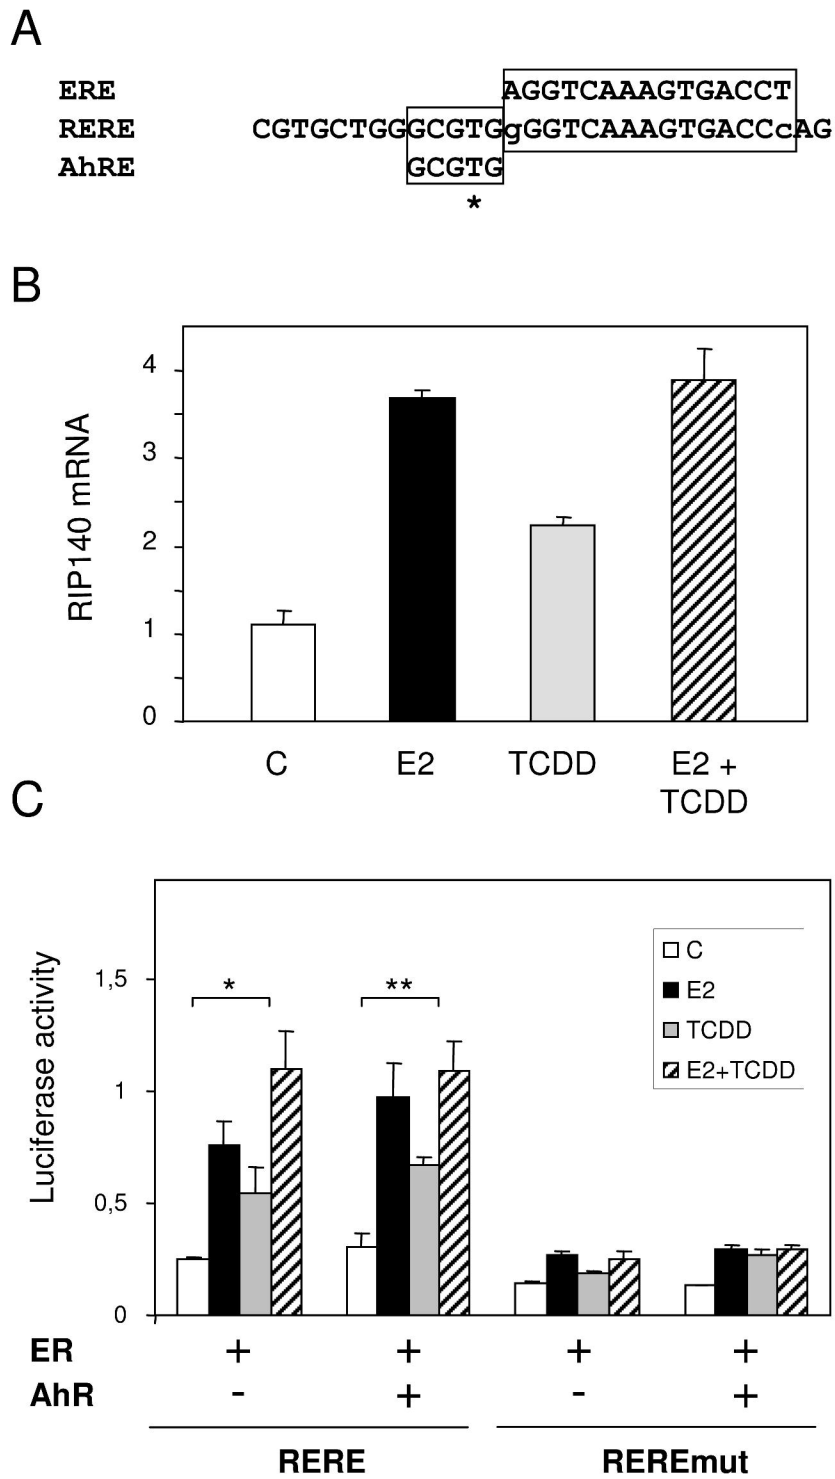 A
ERE AGGTCAAAGTGACCT
RERE CGTGCTGGGCGTGgGGTCAAAGTGACCcAG
AhRE GCGTG
*
B
RIP140 mRNA
4
3
2
1
0
C E2 TCDD E2 +
TCDD
C
Luciferase activity
1,5
1
0,5
0
* **
C
E2
TCDD
E2+TCDD
ER + + + +
AhR - + - +
RERE REREmut